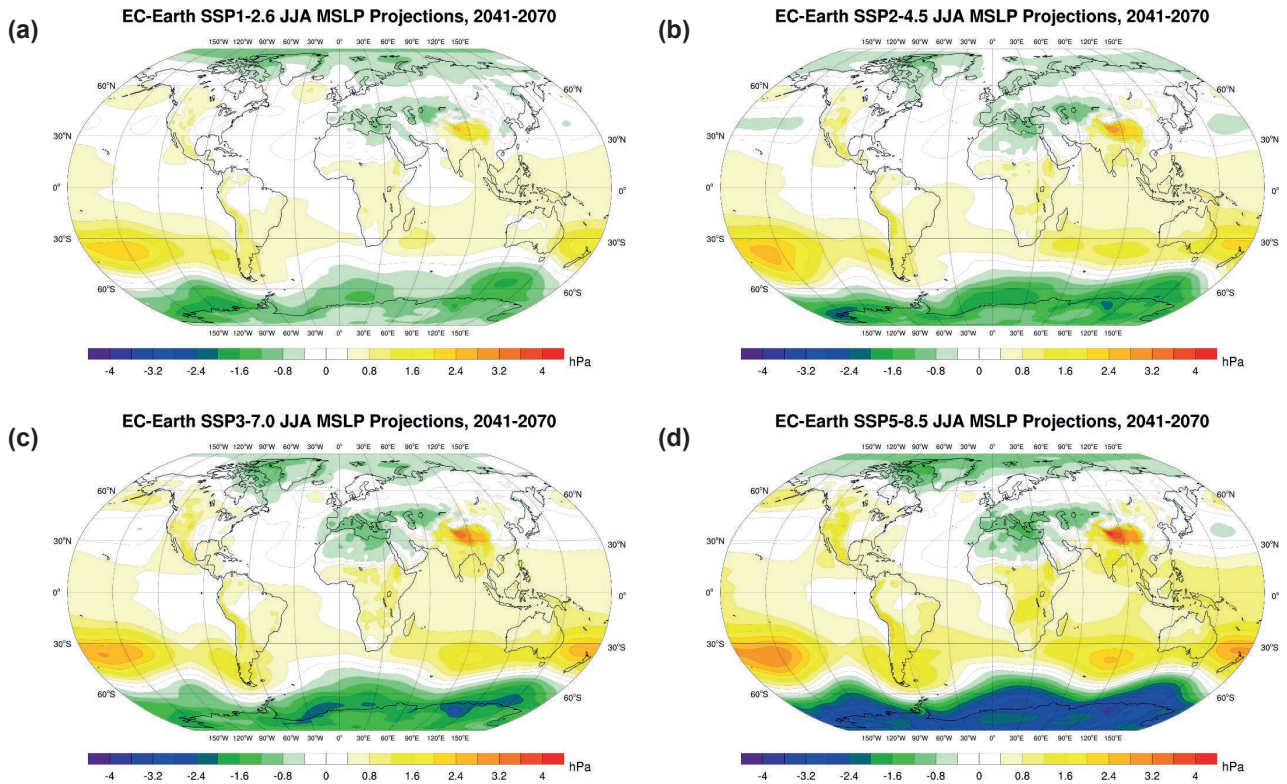 (a)
EC-Earth SSP1-2.6 JJA MSLP Projections, 2041-2070
150°W 120°W 90°W 60°W 30°W 0° 30°E 60°E 90°E 120°E 150°E
60°N 60°N
30°N 30°N
0° 0°
30°S 30°S
60°S 60°S
150°W 120°W 90°W 60°W 30°W 0° 30°E 60°E 90°E 120°E 150°E
-4 -3.2 -2.4 -1.6 -0.8 0 0.8 1.6 2.4 3.2 4 hPa
(b)
EC-Earth SSP2-4.5 JJA MSLP Projections, 2041-2070
150°W 120°W 90°W 60°W 30°W 0° 30°E 60°E 90°E 120°E 150°E
60°N 60°N
30°N 30°N
0° 0°
30°S 30°S
60°S 60°S
150°W 120°W 90°W 60°W 30°W 0° 30°E 60°E 90°E 120°E 150°E
-4 -3.2 -2.4 -1.6 -0.8 0 0.8 1.6 2.4 3.2 4 hPa
(c)
EC-Earth SSP3-7.0 JJA MSLP Projections, 2041-2070
150°W 120°W 90°W 60°W 30°W 0° 30°E 60°E 90°E 120°E 150°E
60°N 60°N
30°N 30°N
0° 0°
30°S 30°S
60°S 60°S
150°W 120°W 90°W 60°W 30°W 0° 30°E 60°E 90°E 120°E 150°E
-4 -3.2 -2.4 -1.6 -0.8 0 0.8 1.6 2.4 3.2 4 hPa
(d)
EC-Earth SSP5-8.5 JJA MSLP Projections, 2041-2070
150°W 120°W 90°W 60°W 30°W 0° 30°E 60°E 90°E 120°E 150°E
60°N 60°N
30°N 30°N
0° 0°
30°S 30°S
60°S 60°S
150°W 120°W 90°W 60°W 30°W 0° 30°E 60°E 90°E 120°E 150°E
-4 -3.2 -2.4 -1.6 -0.8 0 0.8 1.6 2.4 3.2 4 hPa